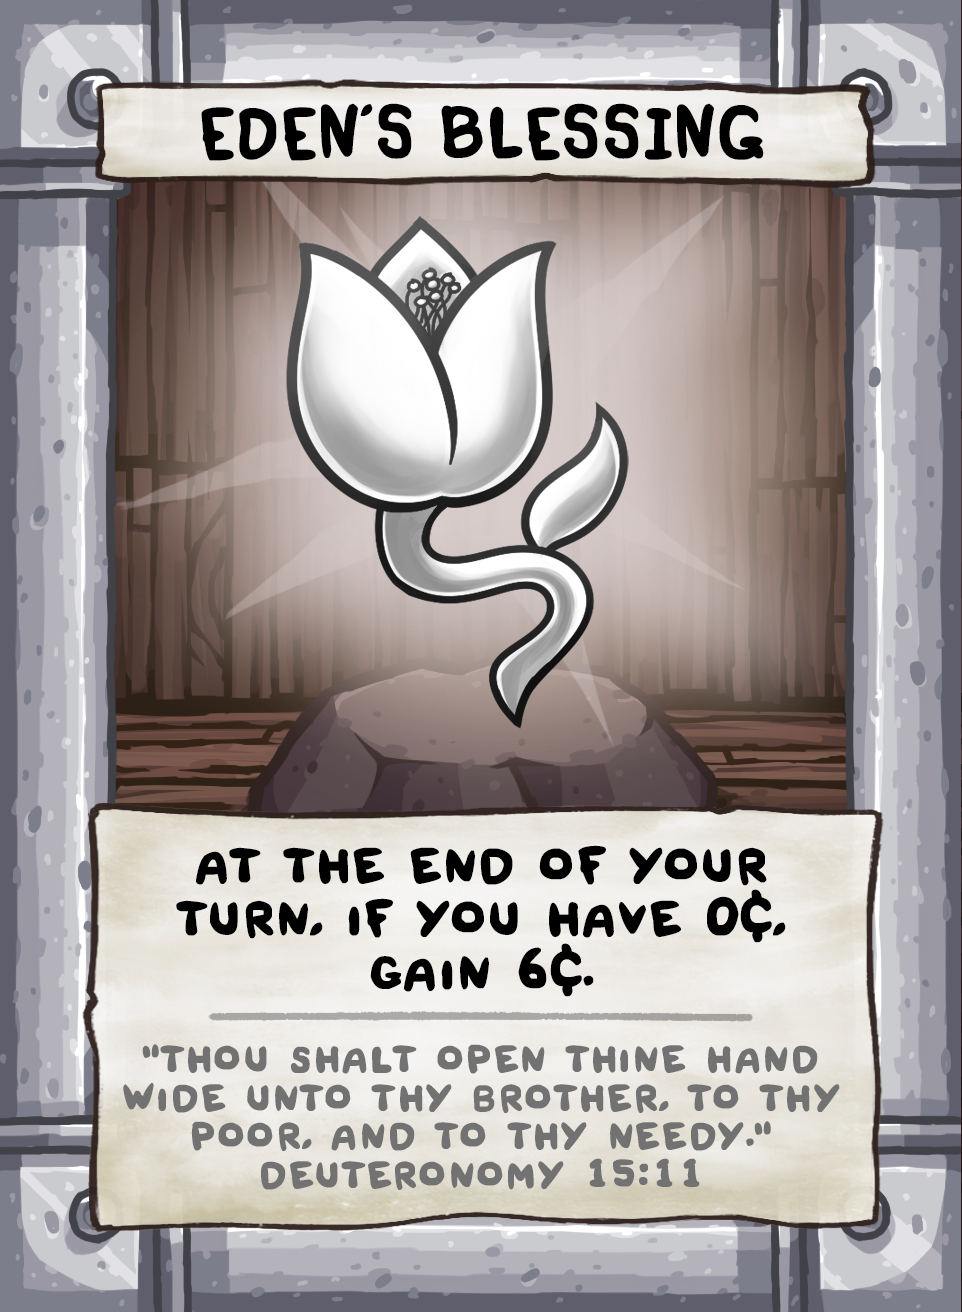 EDEN'S BLESSING
AT THE END OF YOUR
TURN, IF YOU HAVE 0¢,
GAIN 6¢.
"THOU SHALT OPEN THINE HAND
WIDE UNTO THY BROTHER, TO THY
POOR, AND TO THY NEEDY."
DEUTERONOMY 15:11